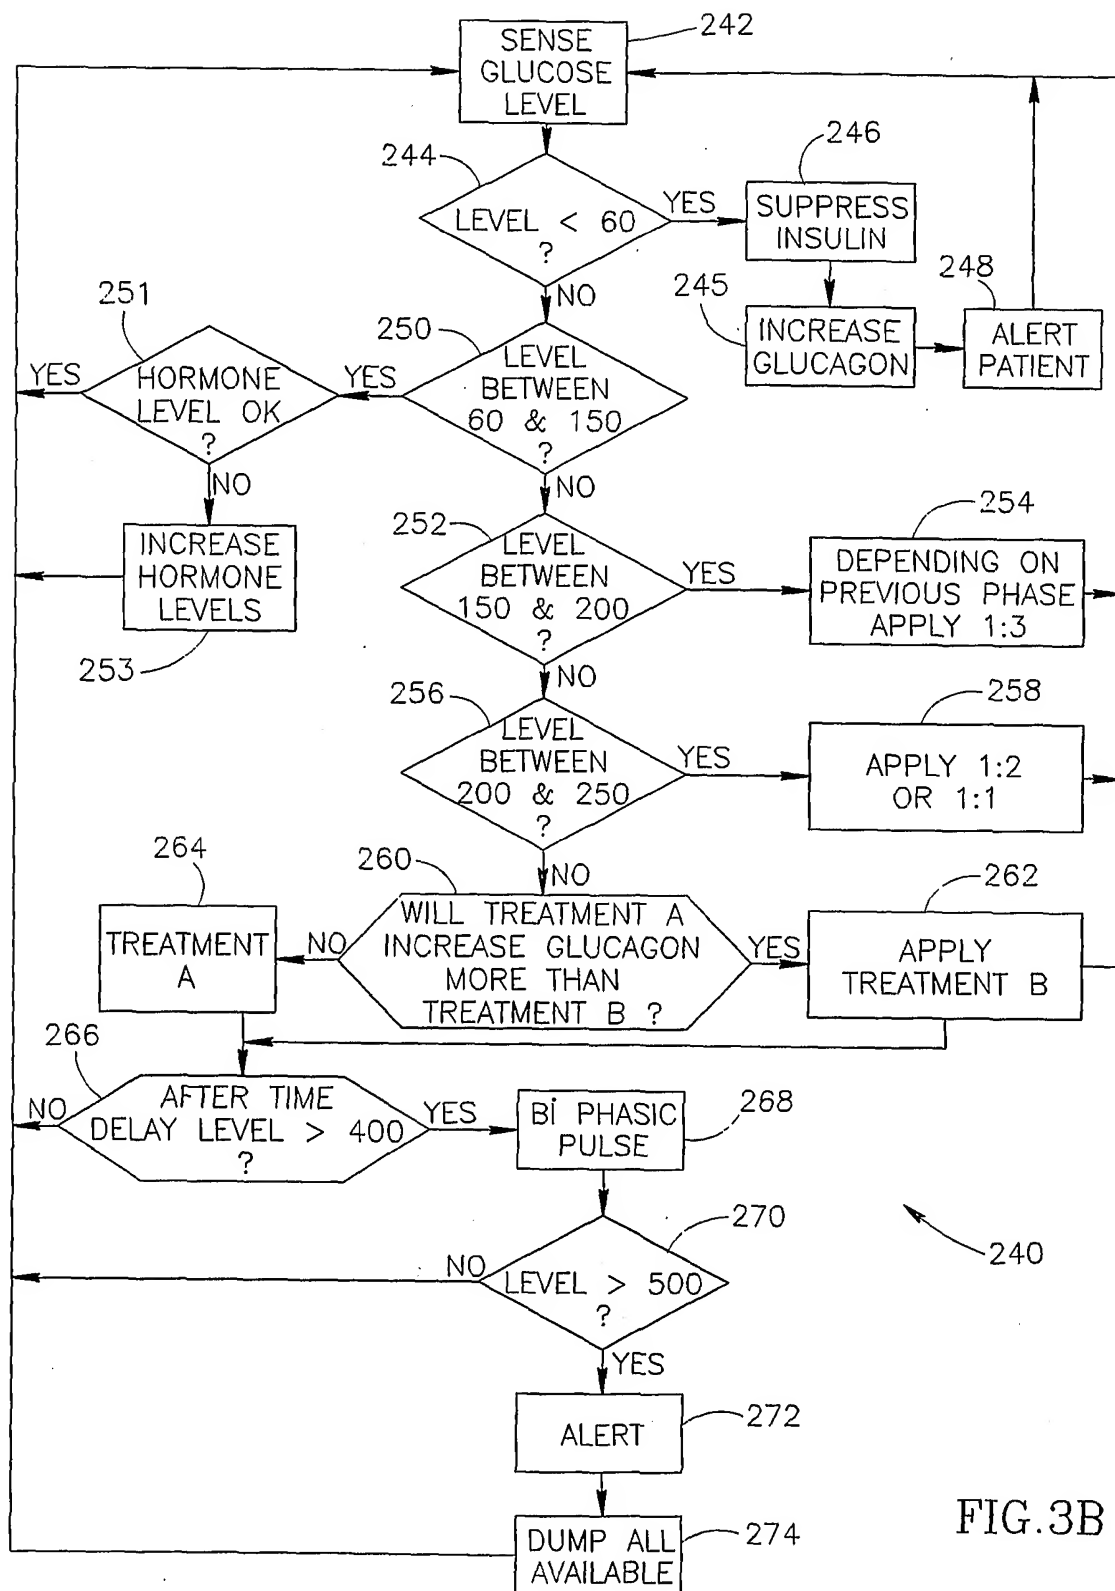 242
SENSE
GLUCOSE
LEVEL
244
LEVEL < 60
?
YES
246
SUPPRESS
INSULIN
NO
245
INCREASE
GLUCAGON
248
ALERT
PATIENT
250
LEVEL
BETWEEN
60 & 150
?
YES
251
HORMONE
LEVEL OK
?
YES
NO
INCREASE
HORMONE
LEVELS
253
NO
252
LEVEL
BETWEEN
150 & 200
?
YES
254
DEPENDING ON
PREVIOUS PHASE
APPLY 1:3
NO
256
LEVEL
BETWEEN
200 & 250
?
YES
258
APPLY 1:2
OR 1:1
NO
260
WILL TREATMENT A
INCREASE GLUCAGON
MORE THAN
TREATMENT B ?
YES
262
APPLY
TREATMENT B
NO
264
TREATMENT
A
266
AFTER TIME
DELAY LEVEL > 400
?
NO
YES
Bi PHASIC
PULSE
268
270
LEVEL > 500
?
NO
YES
240
ALERT
272
DUMP ALL
AVAILABLE
274
FIG.3B